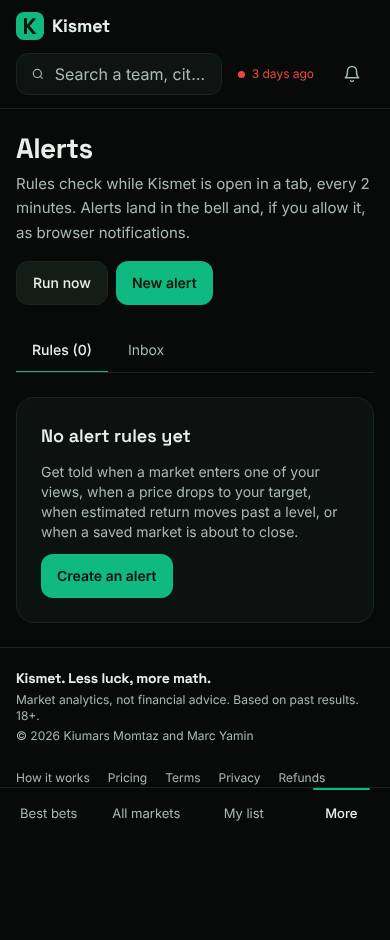 Kismet
Search a team, cit...
3 days ago
Alerts
Rules check while Kismet is open in a tab, every 2
minutes. Alerts land in the bell and, if you allow it,
as browser notifications.
Run now
New alert
Rules (0)
Inbox
No alert rules yet
Get told when a market enters one of your
views, when a price drops to your target,
when estimated return moves past a level, or
when a saved market is about to close.
Create an alert
Kismet. Less luck, more math.
Market analytics, not financial advice. Based on past results.
18+.
© 2026 Kiumars Momtaz and Marc Yamin
How it works Pricing Terms Privacy Refunds
Best bets All markets My list More